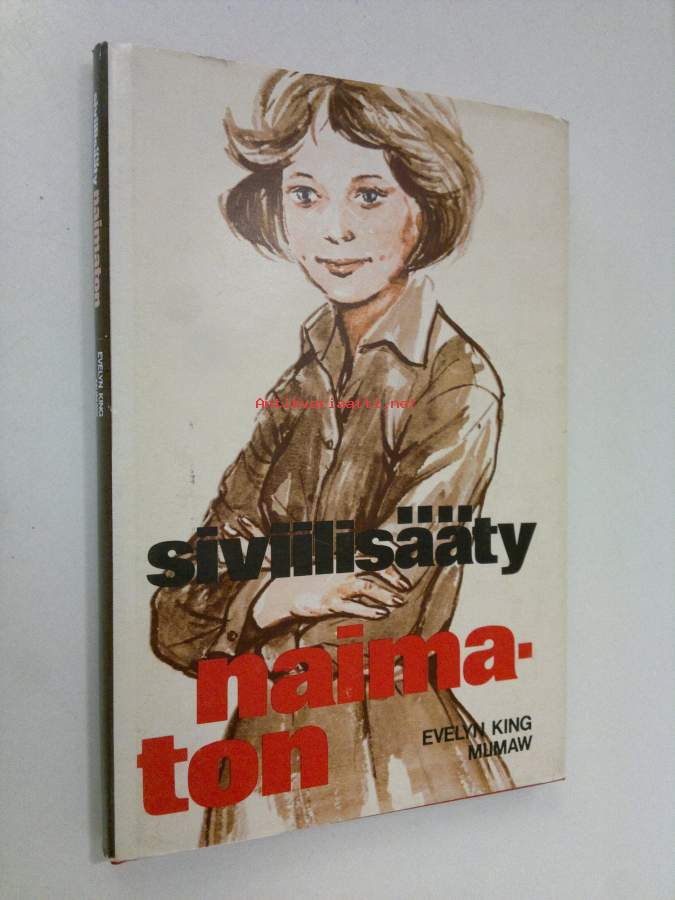 siviilisääty naimaton
EVELYN KING
Antikvariaatti.net
siviilisääty
naima-
ton
EVELYN KING
MUMAW